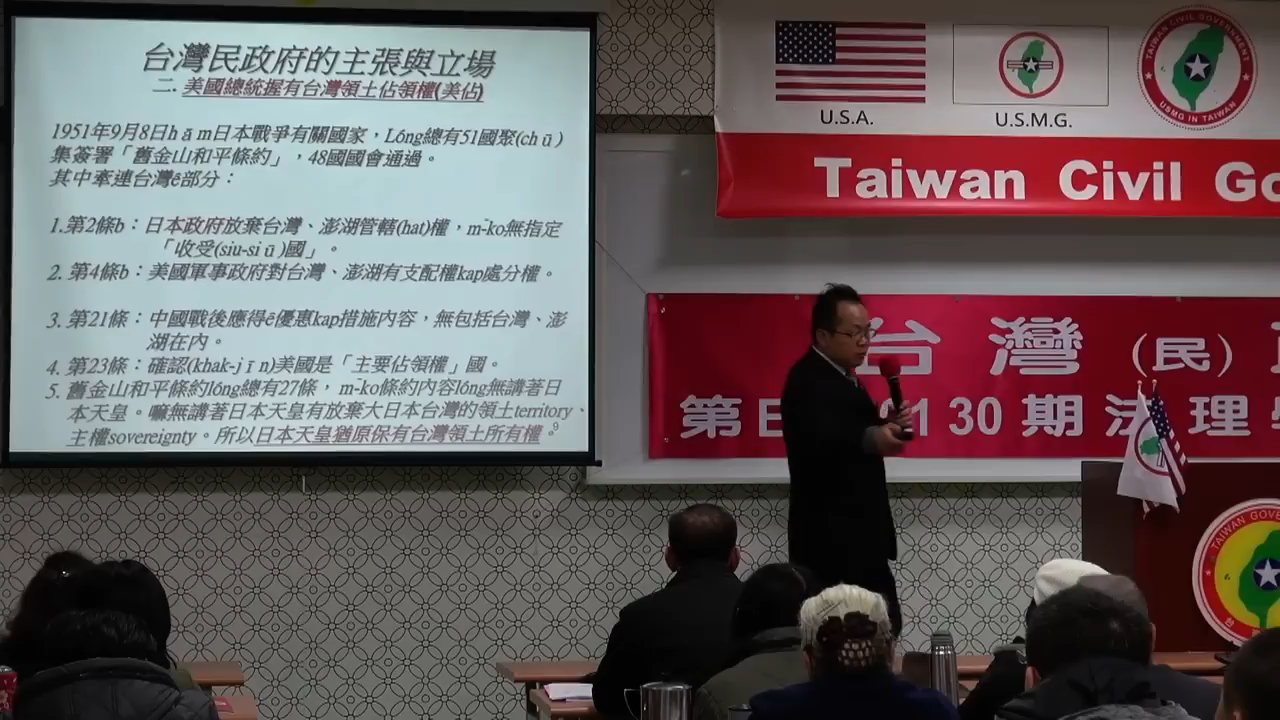 台灣民政府的主張與立場
二. 美國總統握有台灣領土佔領權(美佔)
1951年9月8日hām日本戰爭有關國家，Lóng總有51國聚(chū)
集簽署「舊金山和平條約」，48國國會通過。
其中牽連台灣ê部分：
1.第2條b：日本政府放棄台灣、澎湖管轄(hat)權，m̄-ko無指定
「收受(siu-siū)國」。
2. 第4條b：美國軍事政府對台灣、澎湖有支配權kap處分權。
3. 第21條：中國戰後應得ê優惠kap措施內容，無包括台灣、澎
湖在內。
4. 第23條：確認(khak-jīn)美國是「主要佔領權」國。
5. 舊金山和平條約lóng總有27條， m̄-ko條約內容lóng無講著日
本天皇。嘛無講著日本天皇有放棄大日本台灣的領土territory、
主權sovereignty。所以日本天皇猶原保有台灣領土所有權。
9
U.S.A.
U.S.M.G.
TAIWAN CIVIL GOVERNMENT
USMG IN TAIWAN
Taiwan Civil Go
台灣(民)
第 30期法理
TAIWAN GOVE